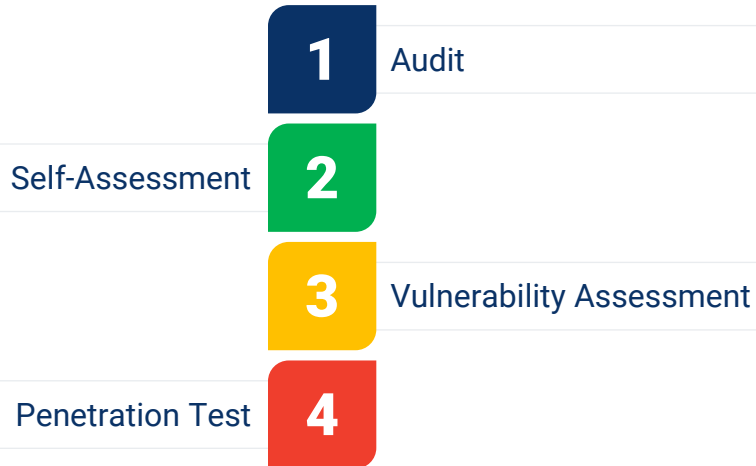 1 Audit
Self-Assessment 2
3 Vulnerability Assessment
Penetration Test 4